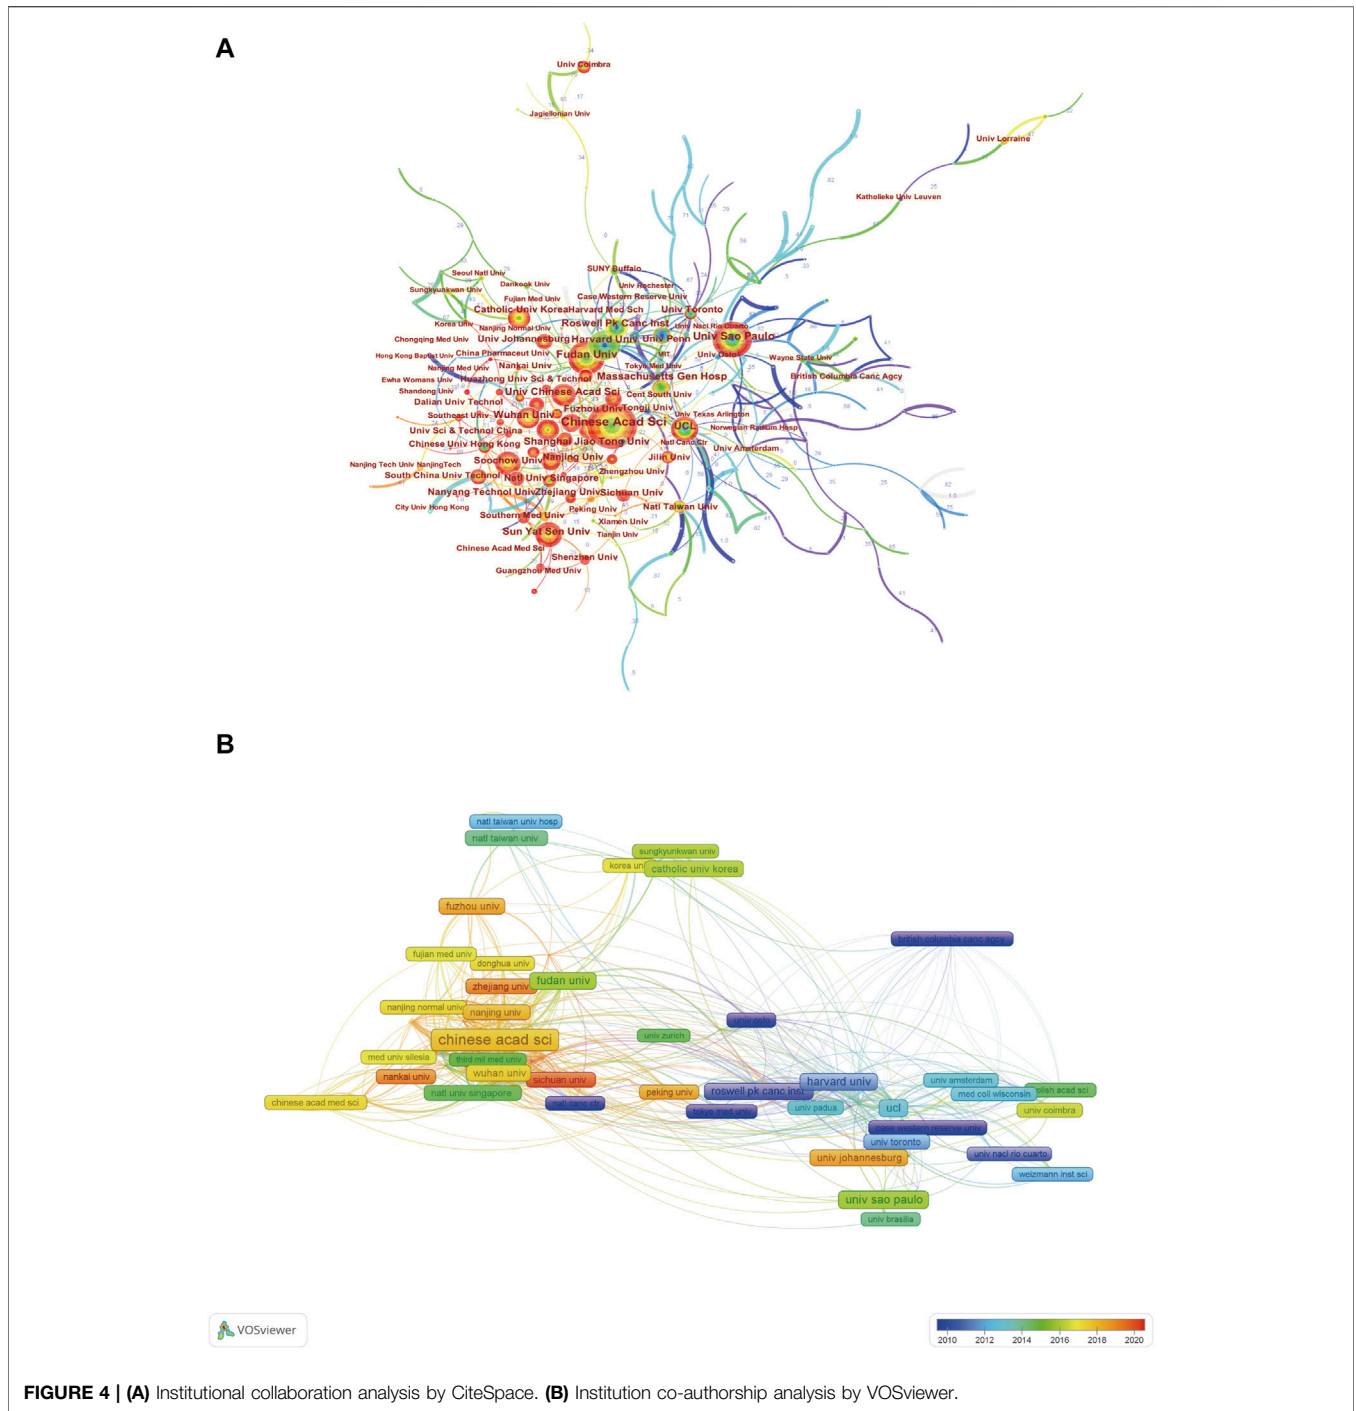 A
Univ Coimbra
Jagiellonian Univ
Univ Lorraine
Katholieke Univ Leuven
Seoul Natl Univ
SUNY Buffalo
Sungkyunkwan Univ
Dankook Univ
Univ Rochester
Fujian Med Univ
Case Western Reserve Univ
Catholic Univ Korea
Harvard Med Sch
Univ Toronto
Korea Univ
Nanjing Normal Univ
Roswell Pk Canc Inst
Univ Nacl Rio Cuarto
Chongqing Med Univ
Univ Johannesburg
Harvard Univ
Univ Penn
Univ Sao Paulo
Hong Kong Baptist Univ
China Pharmaceut Univ
Fudan Univ
MIT
Univ Oslo
Wayne State Univ
Nanjing Med Univ
Nankai Univ
Tokyo Med Univ
Ewha Womans Univ
Huazhong Univ Sci & Technol
Massachusetts Gen Hosp
British Columbia Canc Agcy
Shandong Univ
Univ Chinese Acad Sci
Cent South Univ
Dalian Univ Technol
Fuzhou Univ
Tongji Univ
Southeast Univ
Wuhan Univ
Chinese Acad Sci
Univ Texas Arlington
Univ Sci & Technol China
UCL
Norwegian Radium Hosp
Chinese Univ Hong Kong
Shanghai Jiao Tong Univ
Natl Canc Ctr
Univ Amsterdam
Nanjing Tech Univ NanjingTech
Soochow Univ
Nanjing Univ
Jilin Univ
South China Univ Technol
Natl Univ Singapore
Zhengzhou Univ
Nanyang Technol Univ
Zhejiang Univ
Sichuan Univ
City Univ Hong Kong
Southern Med Univ
Peking Univ
Natl Taiwan Univ
Xiamen Univ
Sun Yat Sen Univ
Tianjin Univ
Chinese Acad Med Sci
Shenzhen Univ
Guangzhou Med Univ
B
natl taiwan univ hosp
natl taiwan univ
sungkyunkwan univ
korea un
catholic univ korea
fuzhou univ
british columbia canc agcy
fujian med univ
donghua univ
fudan univ
zhejiang univ
nanjing normal univ
nanjing univ
univ oslo
chinese acad sci
univ zurich
med univ silesia
third mil med univ
nankai univ
wuhan univ
sichuan univ
harvard univ
univ amsterdam
natl univ singapore
peking univ
roswell pk canc inst
med coll wisconsin
olish acad sci
chinese acad med sci
natl canc ctr
tokyo med univ
univ padua
ucl
univ coimbra
case western reserve univ
univ toronto
univ johannesburg
univ nacl rio cuarto
weizmann inst sci
univ sao paulo
univ brasilia
VOSviewer
2010 2012 2014 2016 2018 2020
FIGURE 4 | (A) Institutional collaboration analysis by CiteSpace. (B) Institution co-authorship analysis by VOSviewer.